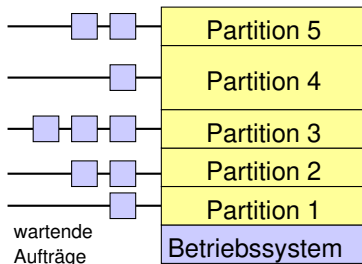 Partition 5
Partition 4
Partition 3
Partition 2
Partition 1
wartende
Aufträge
Betriebssystem